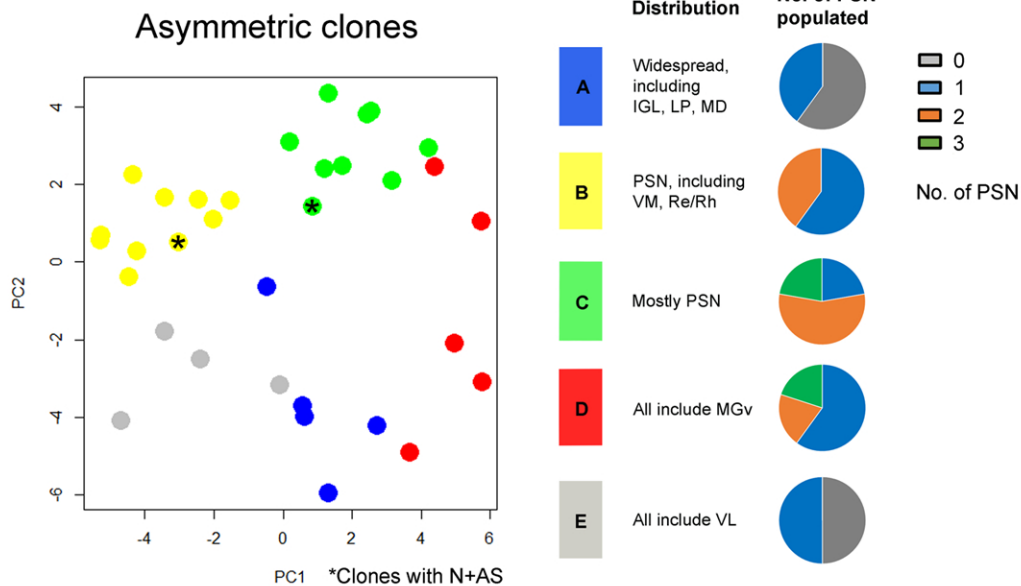 Asymmetric clones
4
2
0
-2
-4
-6
PC2
-4
-2
0
2
4
6
PC1
*
*
*Clones with N+AS
Distribution
populated
A
Widespread,
including
IGL, LP, MD
B
PSN, including
VM, Re/Rh
C
Mostly PSN
D
All include MGv
E
All include VL
0
1
2
3
No. of PSN